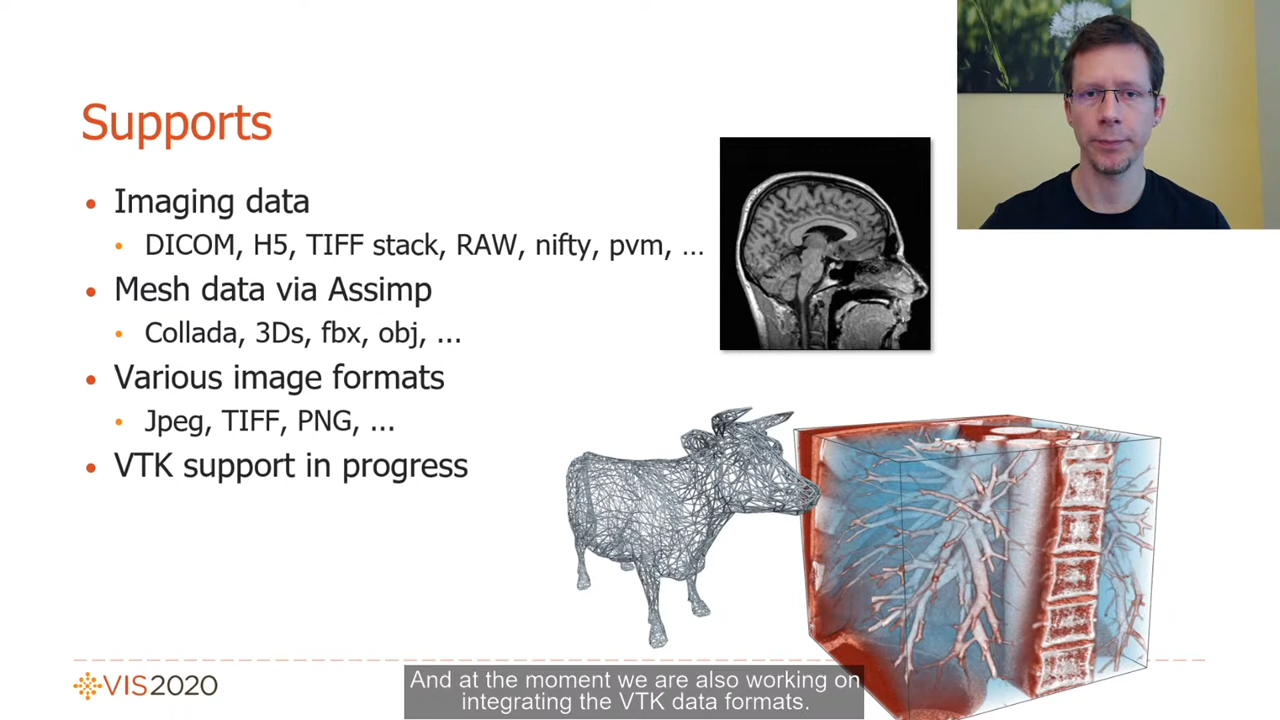 Supports
• Imaging data
• DICOM, H5, TIFF stack, RAW, nifty, pvm, ...
• Mesh data via Assimp
• Collada, 3Ds, fbx, obj, ...
• Various image formats
• Jpeg, TIFF, PNG, ...
• VTK support in progress
VIS2020
And at the moment we are also working on
integrating the VTK data formats.